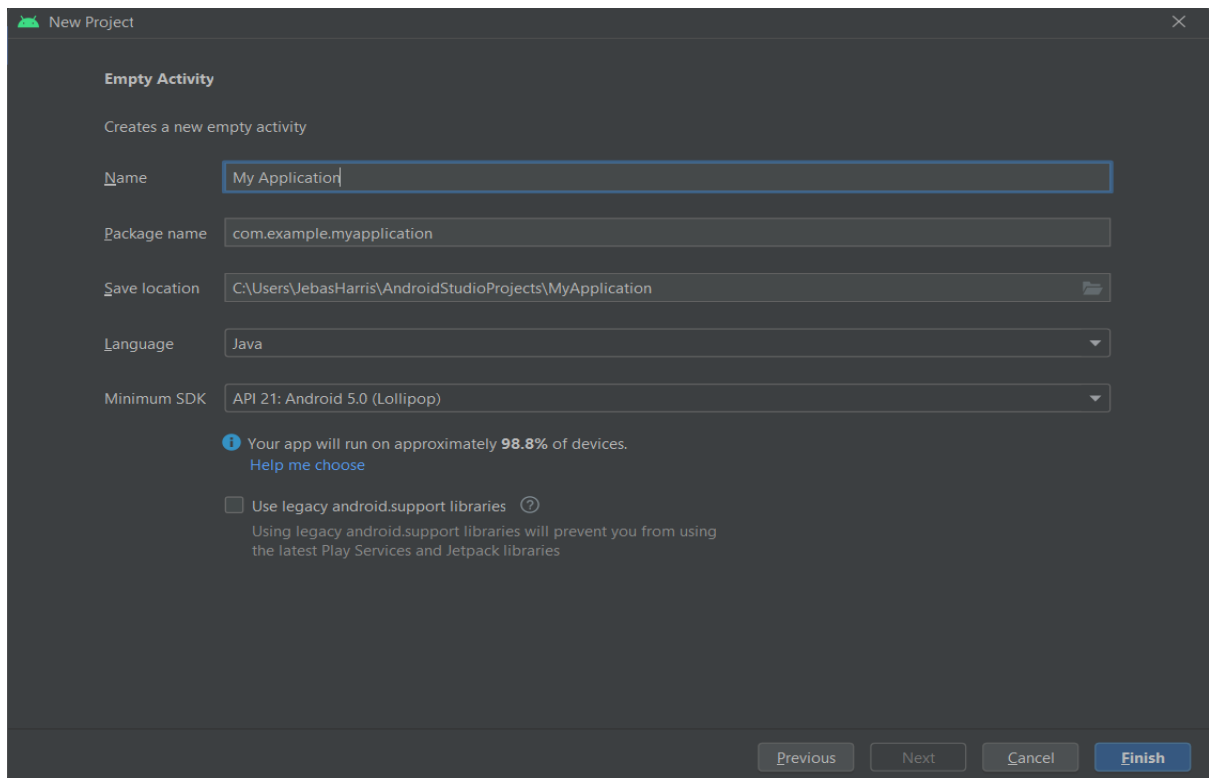 New Project
Empty Activity
Creates a new empty activity
Name My Application
Package name com.example.myapplication
Save location C:\Users\JebasHarris\AndroidStudioProjects\MyApplication
Language Java
Minimum SDK API 21: Android 5.0 (Lollipop)
Your app will run on approximately 98.8% of devices.
Help me choose
Use legacy android.support libraries ?
Using legacy android.support libraries will prevent you from using
the latest Play Services and Jetpack libraries
Previous Next Cancel Finish